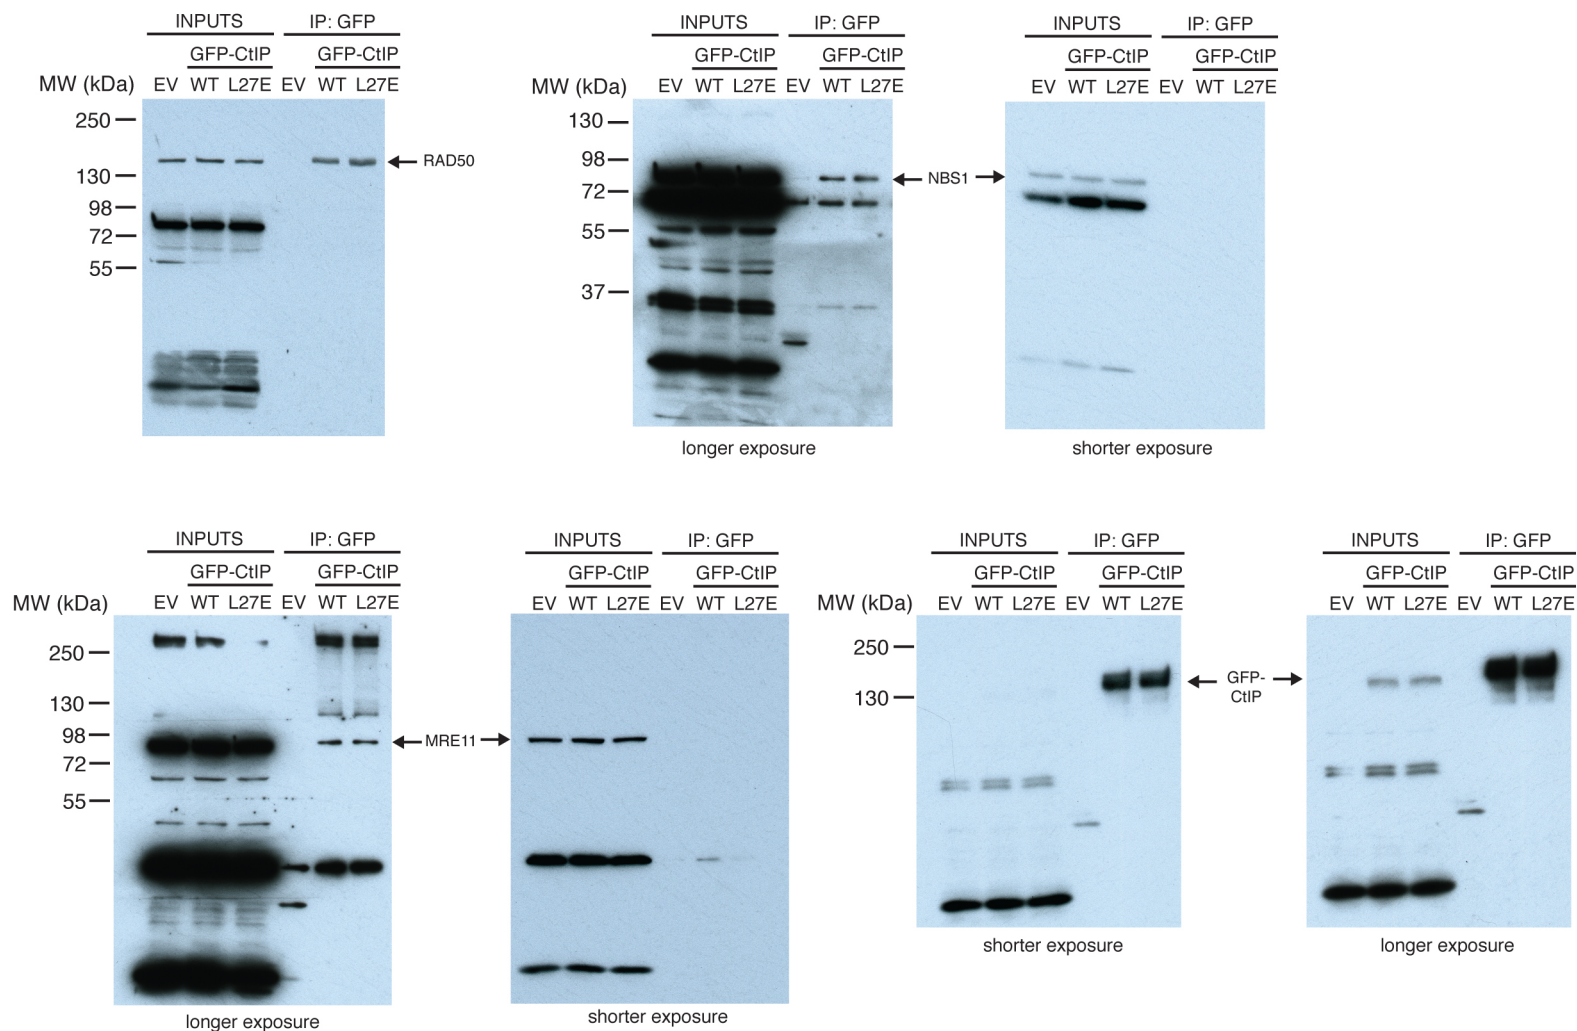 INPUTS IP: GFP
GFP-CtIP GFP-CtIP
MW (kDa) EV WT L27E EV WT L27E
250
130
98
72
55
RAD50
INPUTS IP: GFP
GFP-CtIP GFP-CtIP
MW (kDa) EV WT L27E EV WT L27E
130
98
72
55
37
NBS1
longer exposure
INPUTS IP: GFP
GFP-CtIP GFP-CtIP
EV WT L27E EV WT L27E
shorter exposure
INPUTS IP: GFP
GFP-CtIP GFP-CtIP
MW (kDa) EV WT L27E EV WT L27E
250
130
98
72
55
MRE11
longer exposure
INPUTS IP: GFP
GFP-CtIP GFP-CtIP
EV WT L27E EV WT L27E
shorter exposure
INPUTS IP: GFP
GFP-CtIP GFP-CtIP
MW (kDa) EV WT L27E EV WT L27E
250
130
GFP-
CtIP
shorter exposure
INPUTS IP: GFP
GFP-CtIP GFP-CtIP
EV WT L27E EV WT L27E
longer exposure